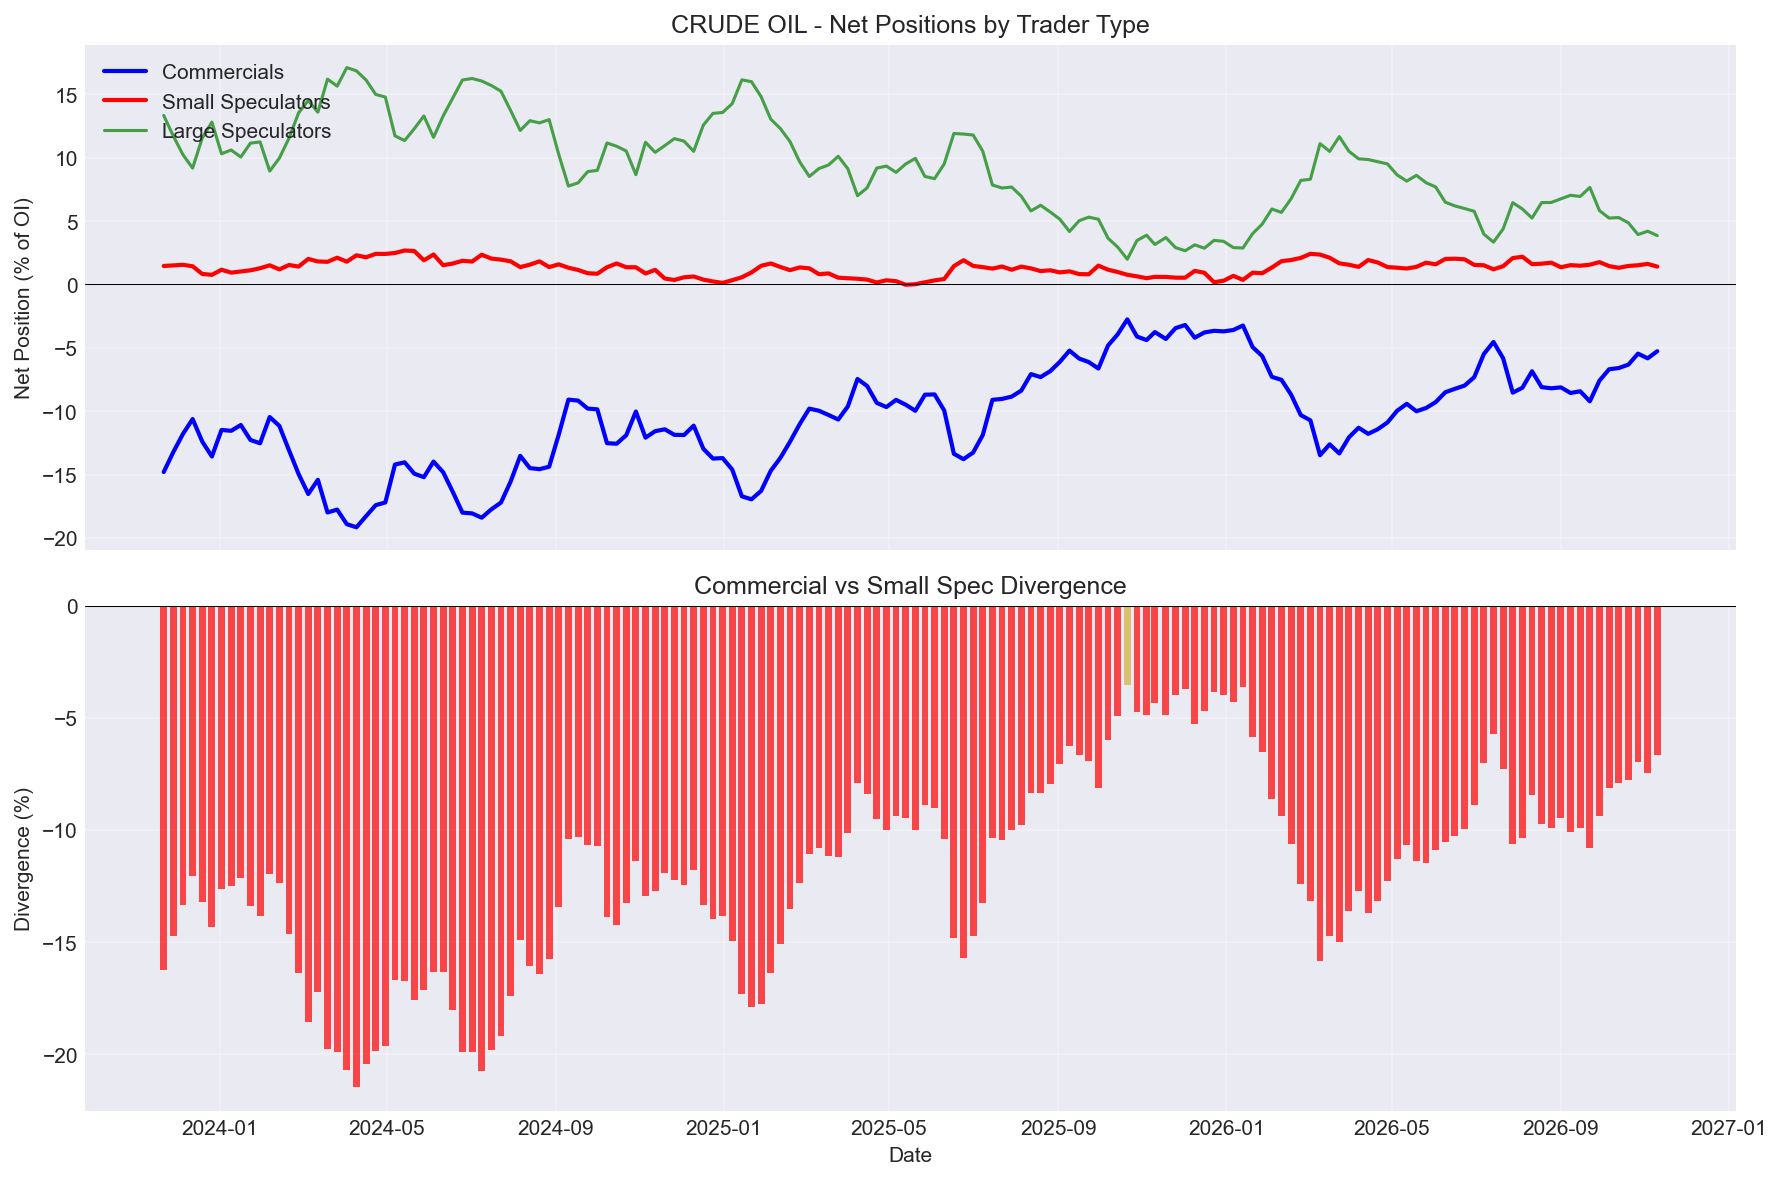 CRUDE OIL - Net Positions by Trader Type
Commercials
Small Speculators
Large Speculators
Net Position (% of OI)
15
10
5
0
−5
−10
−15
−20
Commercial vs Small Spec Divergence
Divergence (%)
0
−5
−10
−15
−20
2024-01 2024-05 2024-09 2025-01 2025-05 2025-09 2026-01 2026-05 2026-09 2027-01
Date